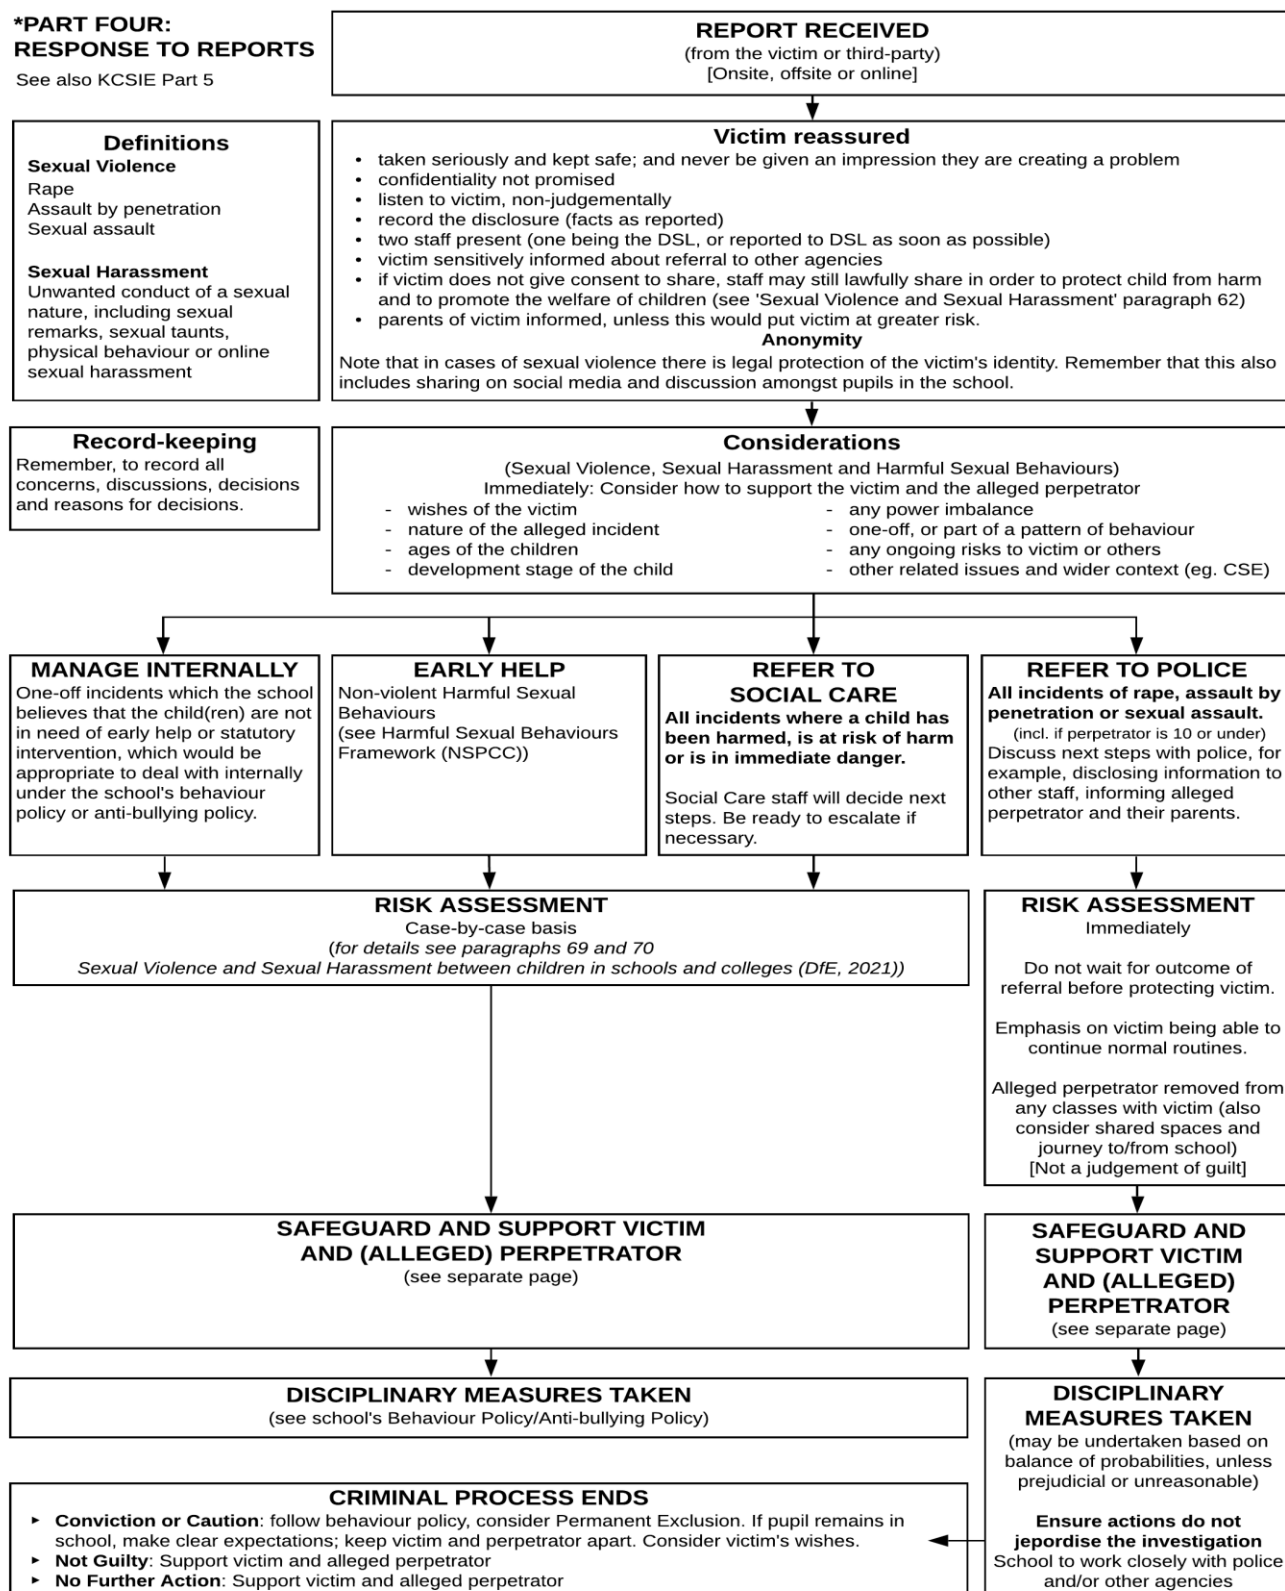 *PART FOUR:
RESPONSE TO REPORTS
See also KCSIE Part 5
REPORT RECEIVED
(from the victim or third-party)
[Onsite, offsite or online]
Definitions
Sexual Violence
Rape
Assault by penetration
Sexual assault
Sexual Harassment
Unwanted conduct of a sexual
nature, including sexual
remarks, sexual taunts,
physical behaviour or online
sexual harassment
Victim reassured
• taken seriously and kept safe; and never be given an impression they are creating a problem
• confidentiality not promised
• listen to victim, non-judgementally
• record the disclosure (facts as reported)
• two staff present (one being the DSL, or reported to DSL as soon as possible)
• victim sensitively informed about referral to other agencies
• if victim does not give consent to share, staff may still lawfully share in order to protect child from harm
and to promote the welfare of children (see 'Sexual Violence and Sexual Harassment' paragraph 62)
• parents of victim informed, unless this would put victim at greater risk.
Anonymity
Note that in cases of sexual violence there is legal protection of the victim's identity. Remember that this also
includes sharing on social media and discussion amongst pupils in the school.
Record-keeping
Remember, to record all
concerns, discussions, decisions
and reasons for decisions.
Considerations
(Sexual Violence, Sexual Harassment and Harmful Sexual Behaviours)
Immediately: Consider how to support the victim and the alleged perpetrator
- wishes of the victim
- nature of the alleged incident
- ages of the children
- development stage of the child
- any power imbalance
- one-off, or part of a pattern of behaviour
- any ongoing risks to victim or others
- other related issues and wider context (eg. CSE)
MANAGE INTERNALLY
One-off incidents which the school
believes that the child(ren) are not
in need of early help or statutory
intervention, which would be
appropriate to deal with internally
under the school's behaviour
policy or anti-bullying policy.
EARLY HELP
Non-violent Harmful Sexual
Behaviours
(see Harmful Sexual Behaviours
Framework (NSPCC))
REFER TO
SOCIAL CARE
All incidents where a child has
been harmed, is at risk of harm
or is in immediate danger.
Social Care staff will decide next
steps. Be ready to escalate if
necessary.
REFER TO POLICE
All incidents of rape, assault by
penetration or sexual assault.
(incl. if perpetrator is 10 or under)
Discuss next steps with police, for
example, disclosing information to
other staff, informing alleged
perpetrator and their parents.
RISK ASSESSMENT
Case-by-case basis
(for details see paragraphs 69 and 70
Sexual Violence and Sexual Harassment between children in schools and colleges (DfE, 2021))
RISK ASSESSMENT
Immediately
Do not wait for outcome of
referral before protecting victim.
Emphasis on victim being able to
continue normal routines.
Alleged perpetrator removed from
any classes with victim (also
consider shared spaces and
journey to/from school)
[Not a judgement of guilt]
SAFEGUARD AND SUPPORT VICTIM
AND (ALLEGED) PERPETRATOR
(see separate page)
SAFEGUARD AND
SUPPORT VICTIM
AND (ALLEGED)
PERPETRATOR
(see separate page)
DISCIPLINARY MEASURES TAKEN
(see school's Behaviour Policy/Anti-bullying Policy)
DISCIPLINARY
MEASURES TAKEN
(may be undertaken based on
balance of probabilities, unless
prejudicial or unreasonable)
Ensure actions do not
jepordise the investigation
School to work closely with police
and/or other agencies
CRIMINAL PROCESS ENDS
▸ Conviction or Caution: follow behaviour policy, consider Permanent Exclusion. If pupil remains in
school, make clear expectations; keep victim and perpetrator apart. Consider victim's wishes.
▸ Not Guilty: Support victim and alleged perpetrator
▸ No Further Action: Support victim and alleged perpetrator